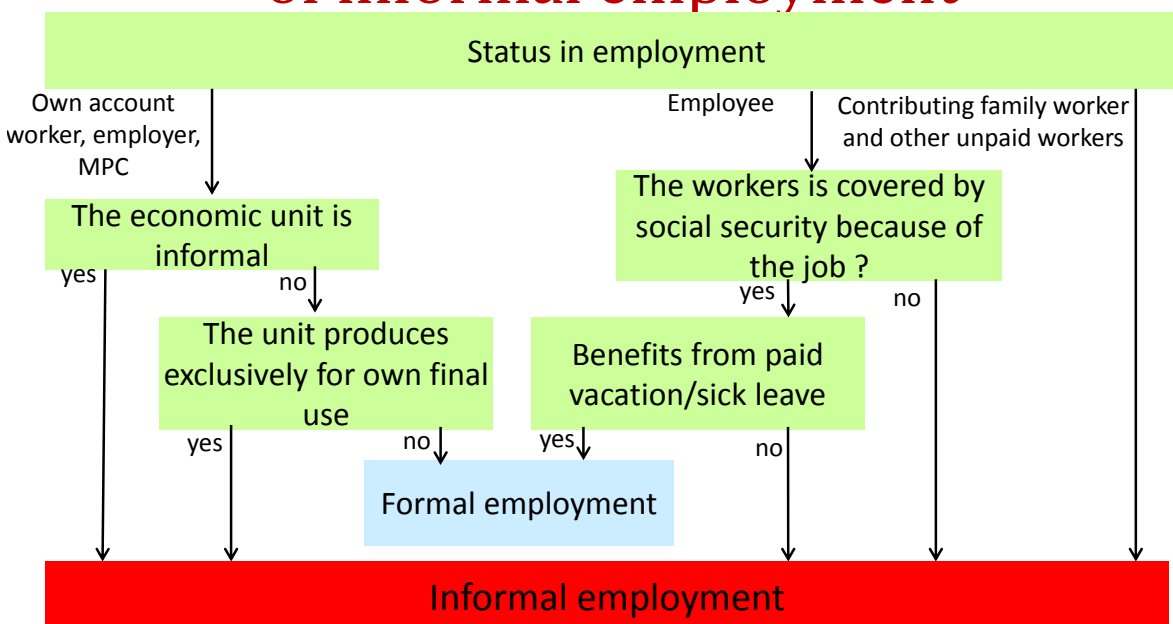 of informal employment
Status in employment
Own account
worker, employer,
MPC
Employee
Contributing family worker
and other unpaid workers
The economic unit is
informal
The workers is covered by
social security because of
the job ?
yes
no
yes
no
The unit produces
exclusively for own final
use
Benefits from paid
vacation/sick leave
yes
no
yes
no
Formal employment
Informal employment